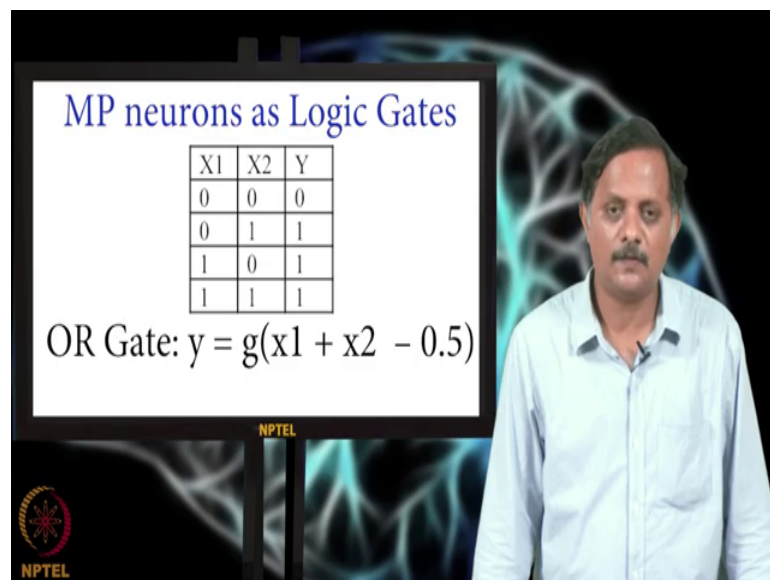 MP neurons as Logic Gates
X1 X2 Y
0 0 0
0 1 1
1 0 1
1 1 1
OR Gate: y = g(x1 + x2 – 0.5)
NPTEL
NPTEL